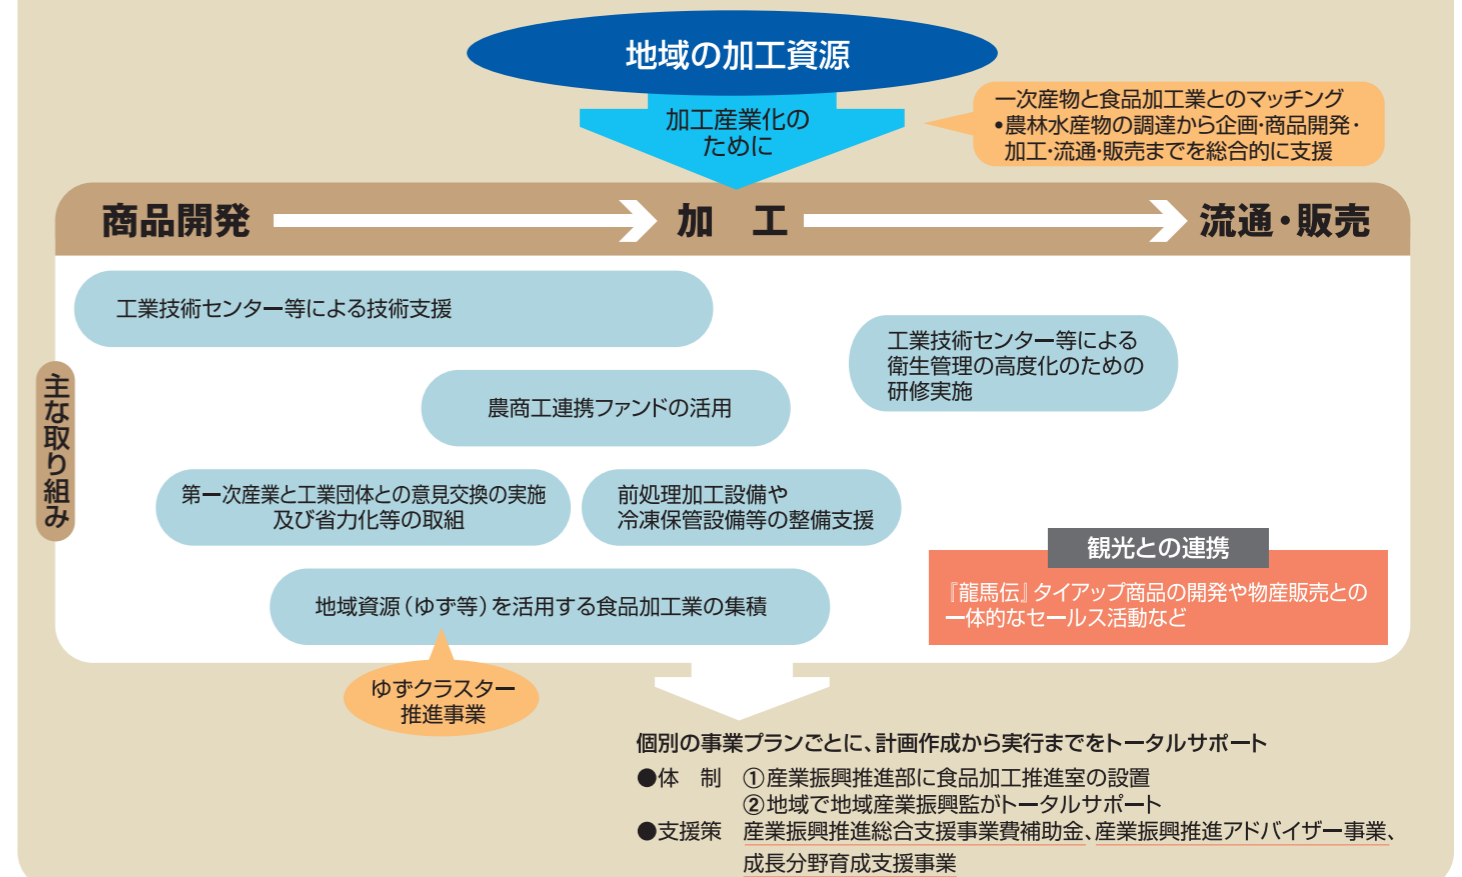 地域の加工資源
加工産業化の
ために
一次産物と食品加工業とのマッチング
•農林水産物の調達から企画・商品開発・
加工・流通・販売までを総合的に支援
商品開発
加　工
流通・販売
主な取り組み
工業技術センター等による技術支援
工業技術センター等による
衛生管理の高度化のための
研修実施
農商工連携ファンドの活用
第一次産業と工業団体との意見交換の実施
及び省力化等の取組
前処理加工設備や
冷凍保管設備等の整備支援
観光との連携
『龍馬伝』タイアップ商品の開発や物産販売との
一体的なセールス活動など
地域資源（ゆず等）を活用する食品加工業の集積
ゆずクラスター
推進事業
個別の事業プランごとに、計画作成から実行までをトータルサポート
●体　制　①産業振興推進部に食品加工推進室の設置
②地域で地域産業振興監がトータルサポート
●支援策　産業振興推進総合支援事業費補助金、産業振興推進アドバイザー事業、
成長分野育成支援事業